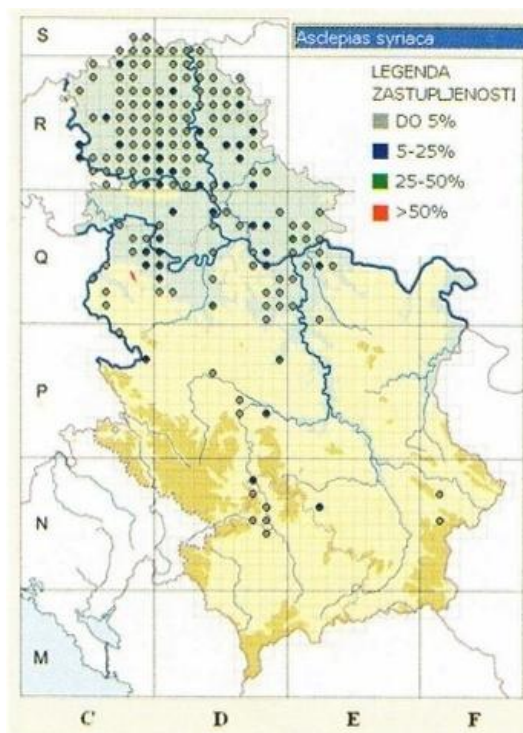 S
Asclepias syriaca
LEGENDA
ZASTUPLJENOSTI
DO 5%
5-25%
25-50%
>50%
R
Q
P
N
M
C D E F